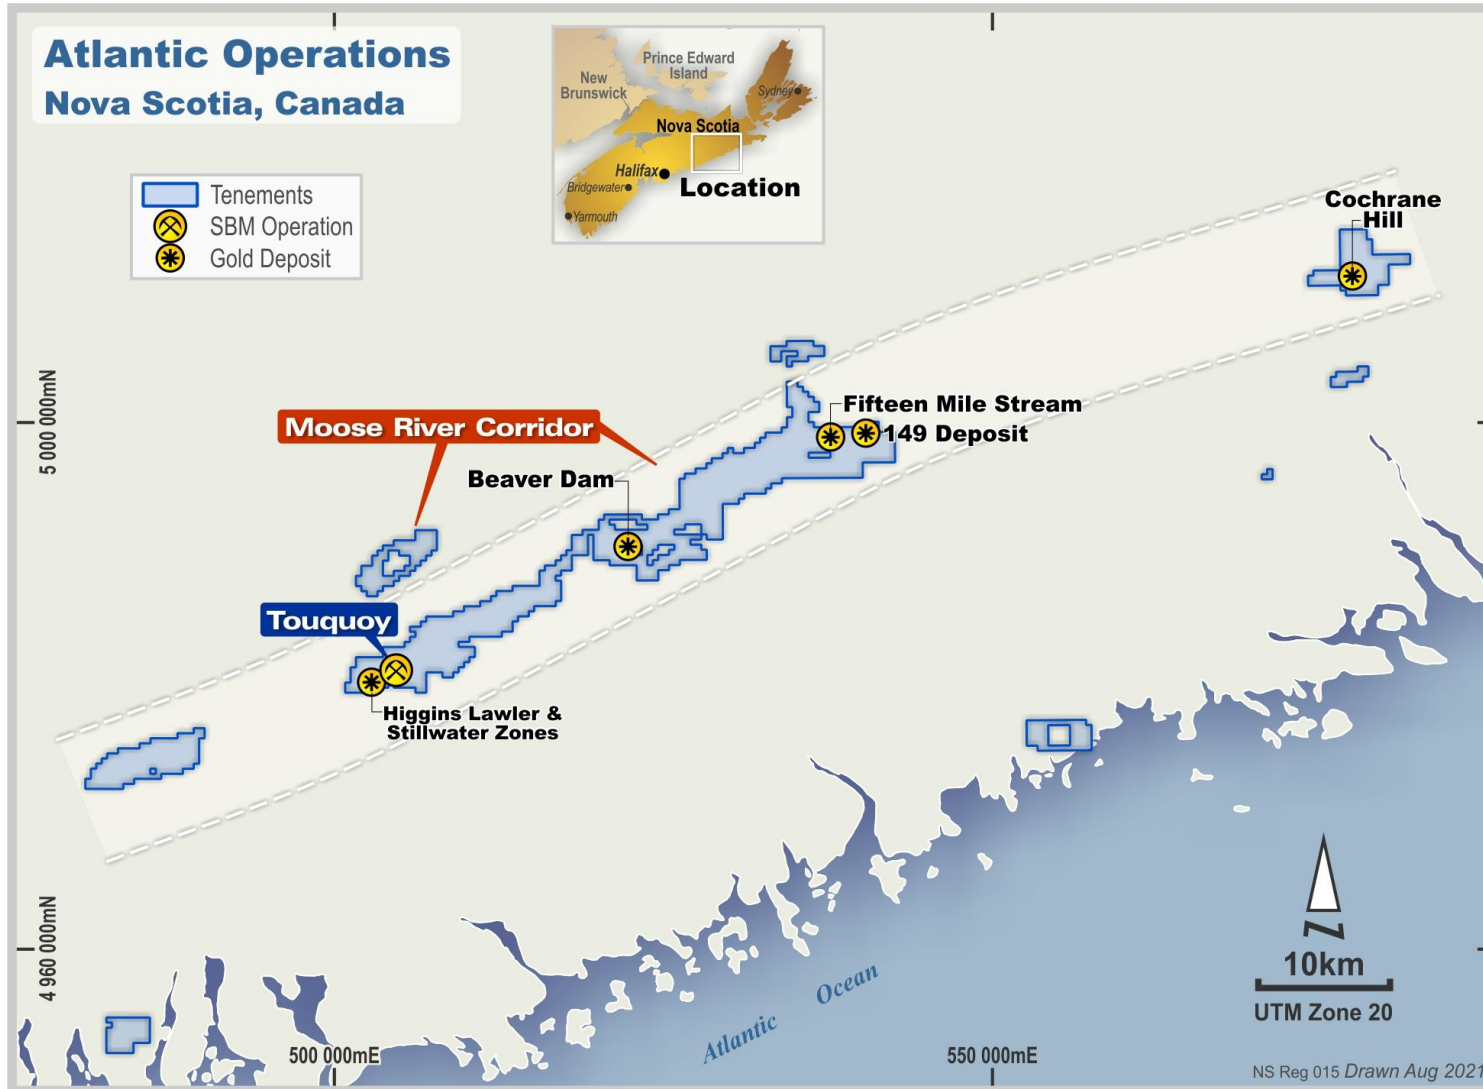 Atlantic Operations
Nova Scotia, Canada
New
Brunswick
Prince Edward
Island
Sydney
Nova Scotia
Halifax
Bridgewater
Yarmouth
Location
Tenements
SBM Operation
Gold Deposit
Cochrane
Hill
5 000 000mN
Moose River Corridor
Fifteen Mile Stream
149 Deposit
Beaver Dam
Touquoy
Higgins Lawler &
Stillwater Zones
4 960 000mN
Atlantic Ocean
N
10km
UTM Zone 20
500 000mE
550 000mE
NS Reg 015 Drawn Aug 2021